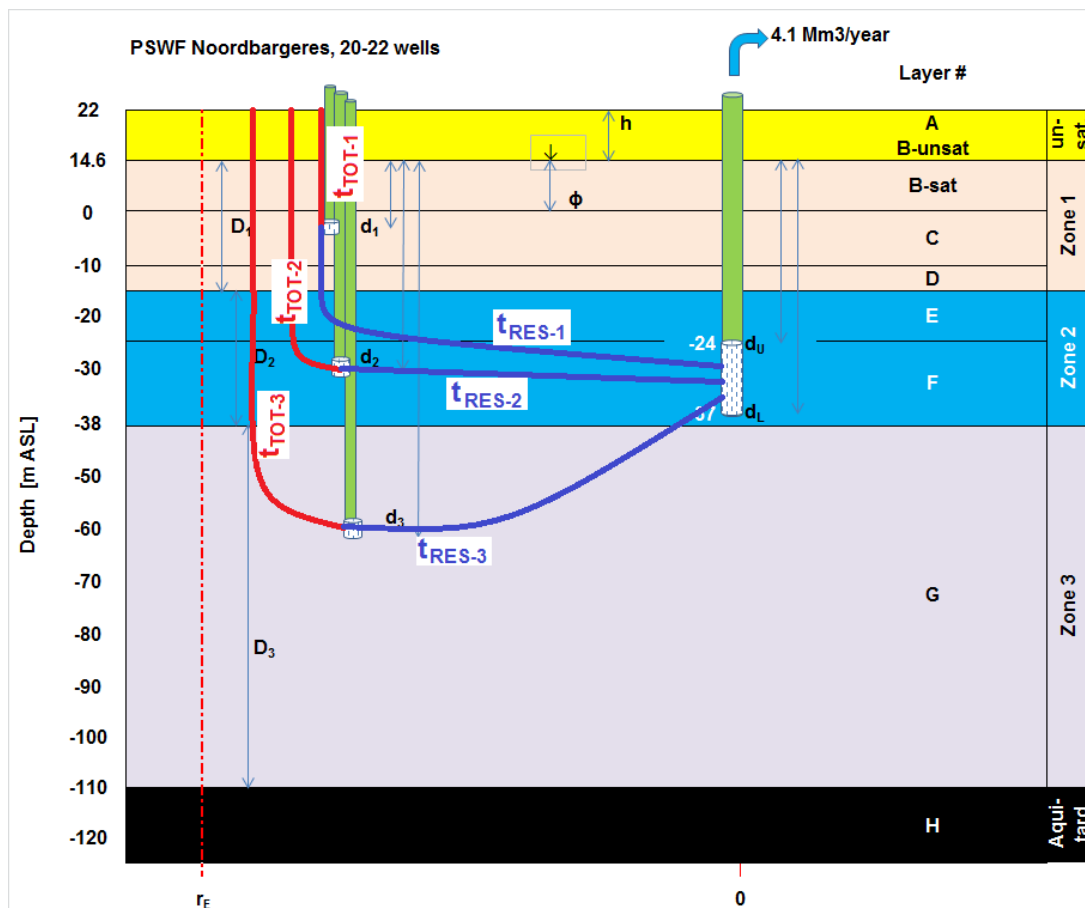 PSWF Noordbargeres, 20-22 wells
4.1 Mm3/year
Layer #
22
h
A
un-
sat
B-unsat
14.6
tTOT-1
B-sat
ϕ
0
D₁
d₁
C
Zone 1
-10
D
tTOT-2
-20
tRES-1
E
-24
dU
D₂
d₂
Zone 2
-30
tRES-2
F
dL
-38
tTOT-3
-50
d₃
-60
tRES-3
-70
G
Zone 3
D₃
-80
-90
-100
-110
H
Aqui-
tard
-120
Depth [m ASL]
rE
0